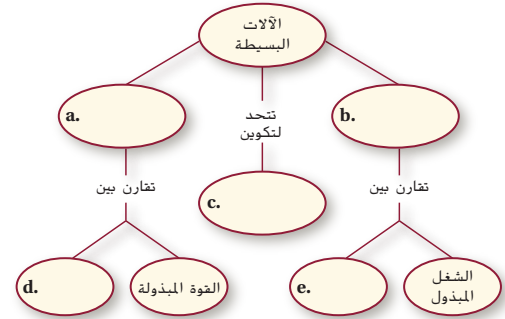 الآلات
البسيطة
a.
b.
تتحد
لتكوين
تقارن بين
تقارن بين
c.
d.
القوة المبذولة
e.
الشغل
المبذول